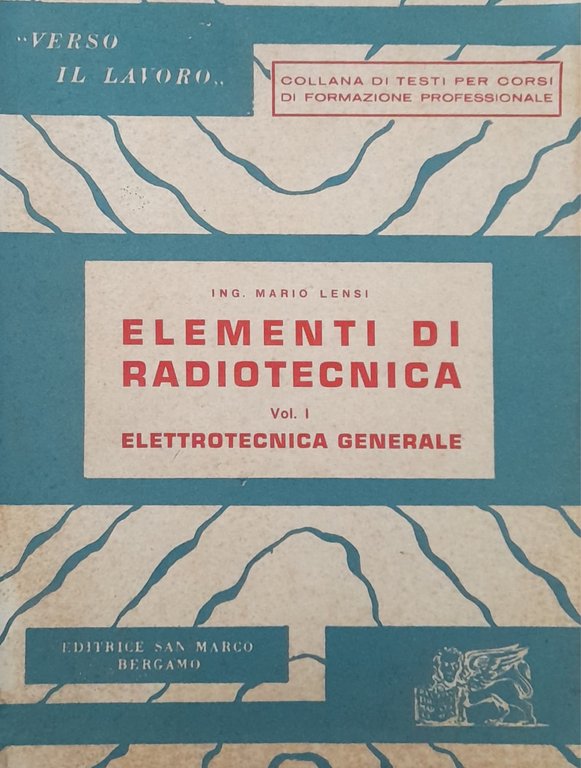 „VERSO
IL LAVORO„
COLLANA DI TESTI PER CORSI
DI FORMAZIONE PROFESSIONALE
ING. MARIO LENSI
ELEMENTI DI
RADIOTECNICA
Vol. I
ELETTROTECNICA GENERALE
EDITRICE SAN MARCO
BERGAMO